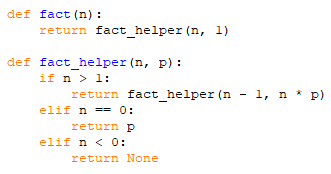 def fact(n):
    return fact_helper(n, 1)

def fact_helper(n, p):
    if n > 1:
        return fact_helper(n - 1, n * p)
    elif n == 0:
        return p
    elif n < 0:
        return None